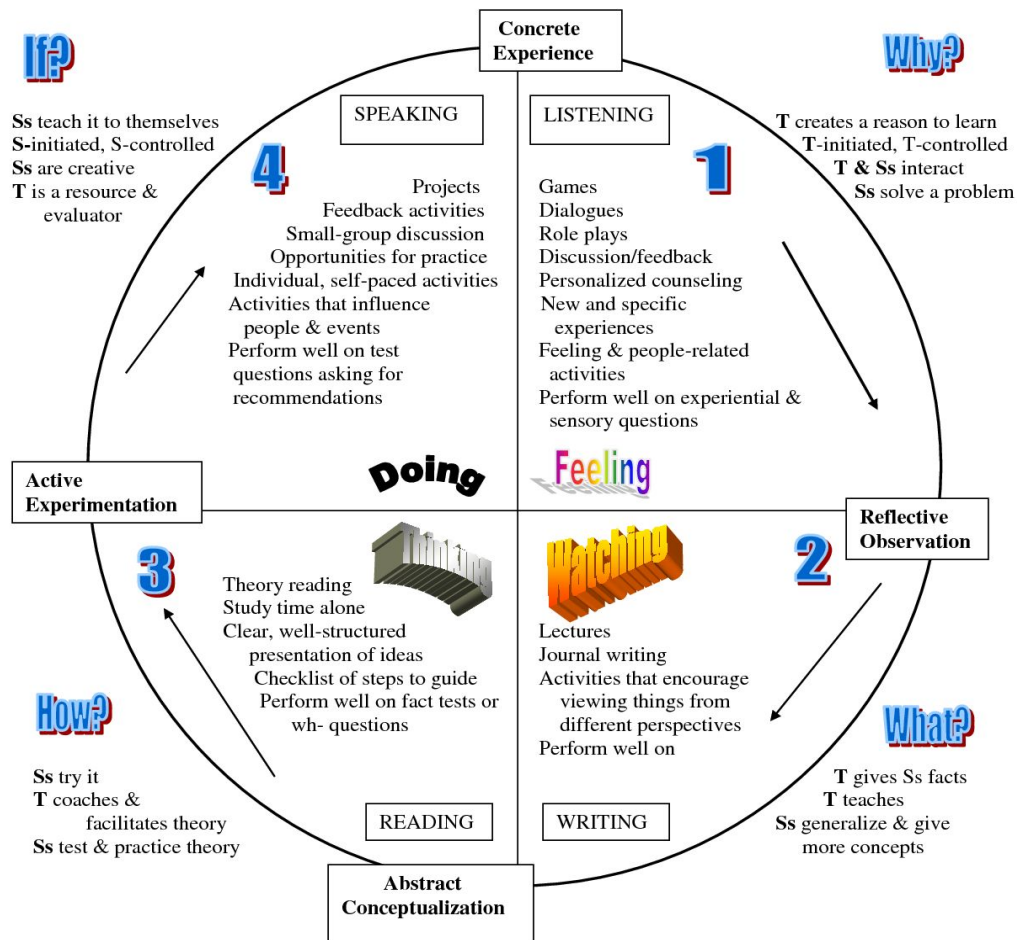 Concrete
Experience
If?
Ss teach it to themselves
S-initiated, S-controlled
Ss are creative
T is a resource &
evaluator
Why?
T creates a reason to learn
T-initiated, T-controlled
T & Ss interact
Ss solve a problem
4
SPEAKING
Projects
Feedback activities
Small-group discussion
Opportunities for practice
Individual, self-paced activities
Activities that influence
people & events
Perform well on test
questions asking for
recommendations
Doing
LISTENING
1
Games
Dialogues
Role plays
Discussion/feedback
Personalized counseling
New and specific
experiences
Feeling & people-related
activities
Perform well on experiential &
sensory questions
Feeling
Active
Experimentation
Reflective
Observation
3
Thinking
Theory reading
Study time alone
Clear, well-structured
presentation of ideas
Checklist of steps to guide
Perform well on fact tests or
wh- questions
READING
Watching
2
Lectures
Journal writing
Activities that encourage
viewing things from
different perspectives
Perform well on
WRITING
How?
Ss try it
T coaches &
facilitates theory
Ss test & practice theory
What?
T gives Ss facts
T teaches
Ss generalize & give
more concepts
Abstract
Conceptualization